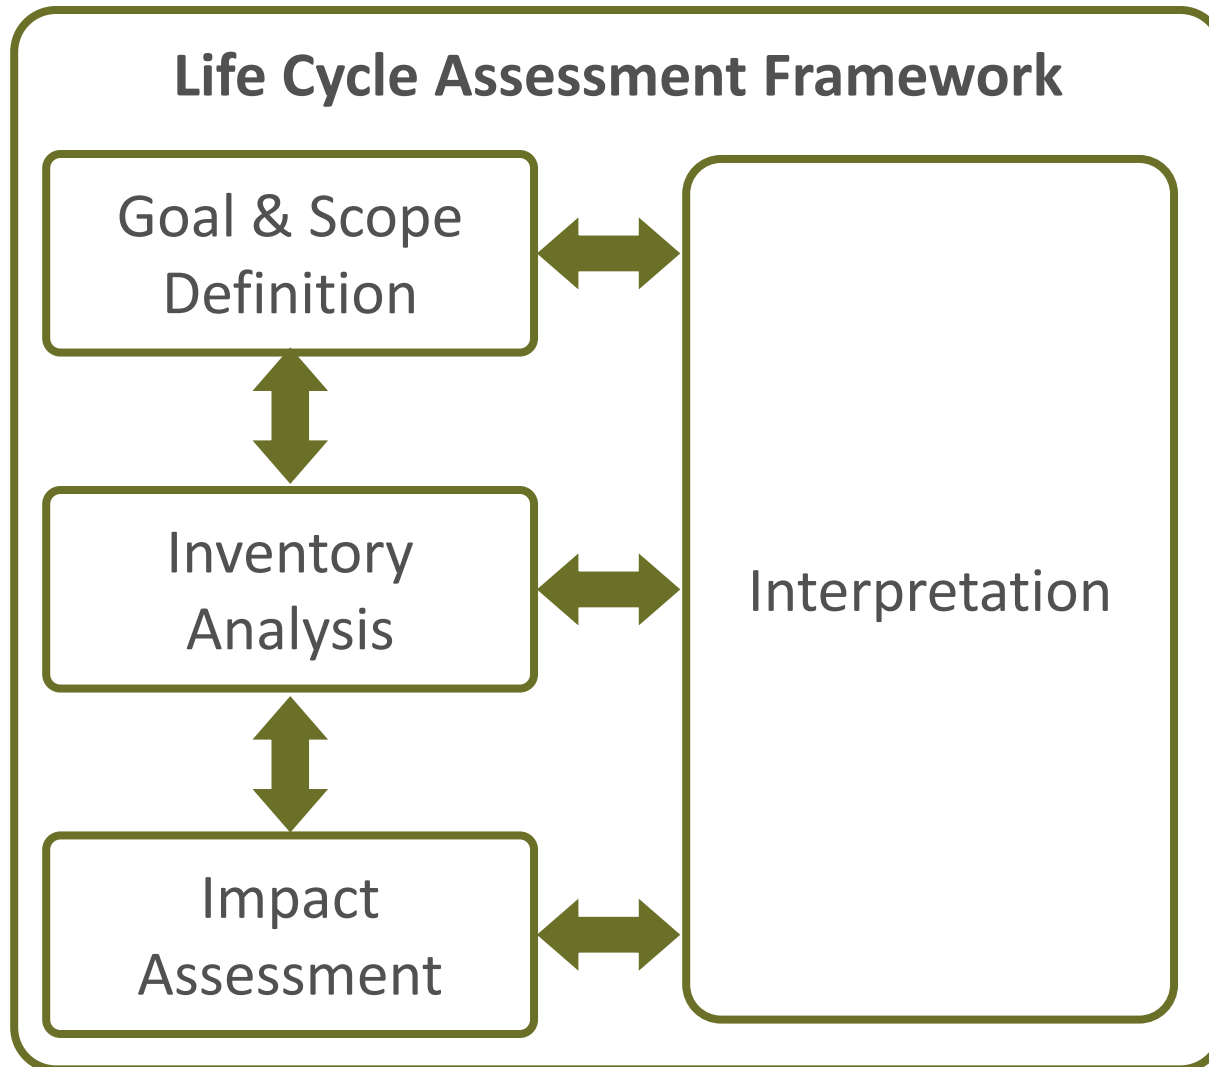 Life Cycle Assessment Framework
Goal & Scope
Definition
Inventory
Analysis
Interpretation
Impact
Assessment